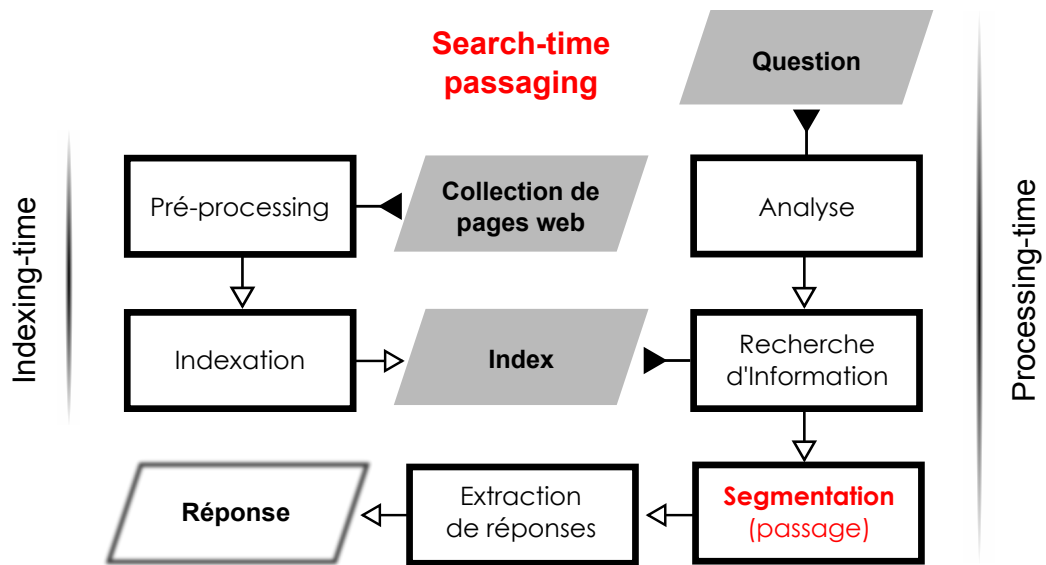 Search-time
passaging
Question
Indexing-time
Pré-processing
Collection de
pages web
Analyse
Processing-time
Indexation
Index
Recherche
d'Information
Réponse
Extraction
de réponses
Segmentation
(passage)